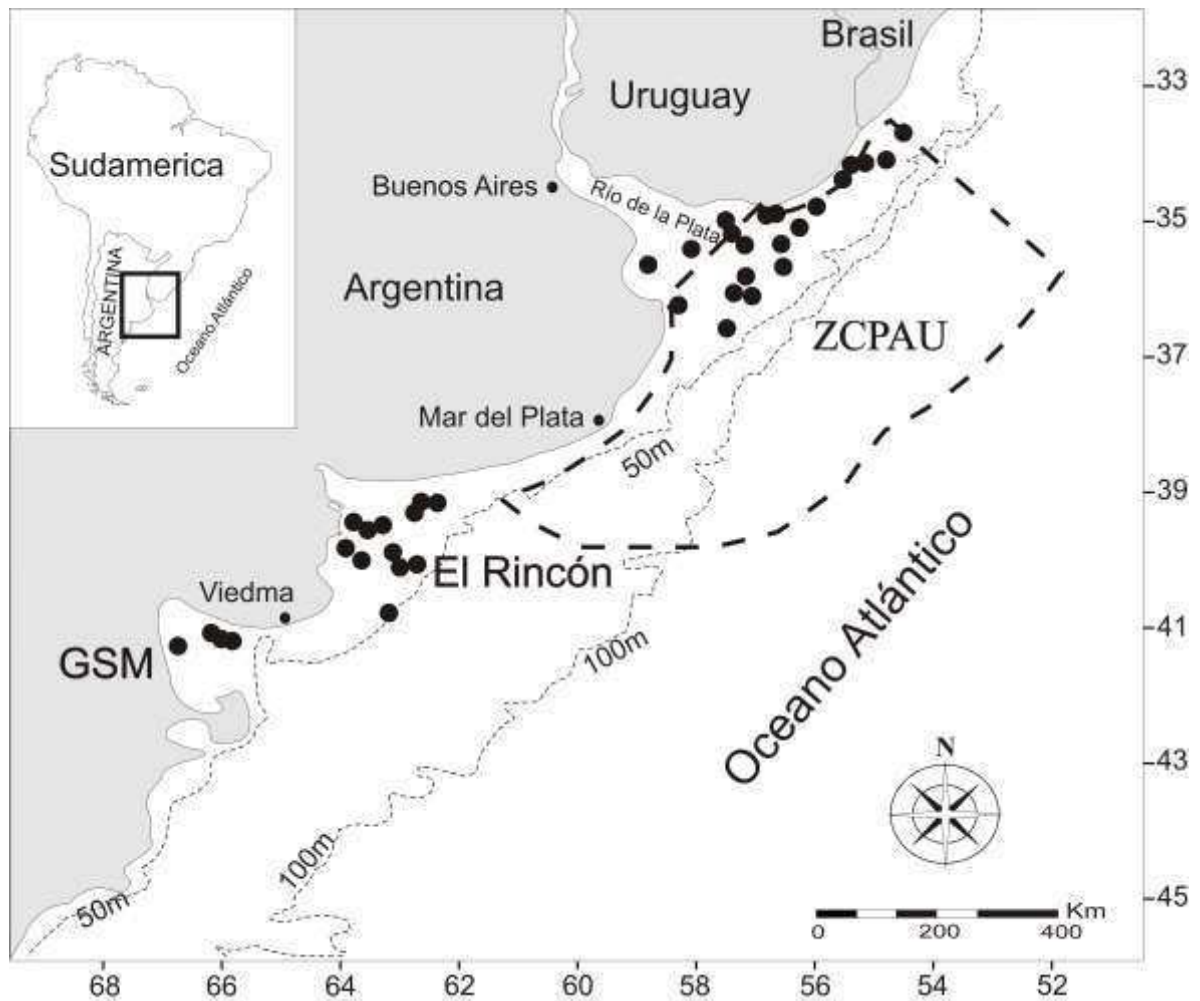 Brasil
Uruguay
Sudamerica
Buenos Aires
Río de la Plata
Argentina
ARGENTINA
Oceano Atlántico
ZCPAU
Mar del Plata
50m
El Rincón
Viedma
GSM
100m
Oceano Atlántico
N
100m
50m
Km
0 200 400
33
35
37
39
41
43
45
68 66 64 62 60 58 56 54 52